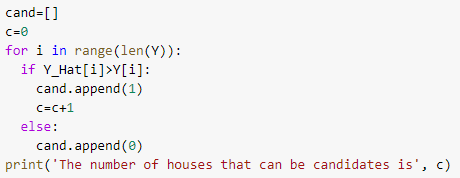 cand=[]
c=0
for i in range(len(Y)):
  if Y_Hat[i]>Y[i]:
    cand.append(1)
    c=c+1
  else:
    cand.append(0)
print('The number of houses that can be candidates is', c)